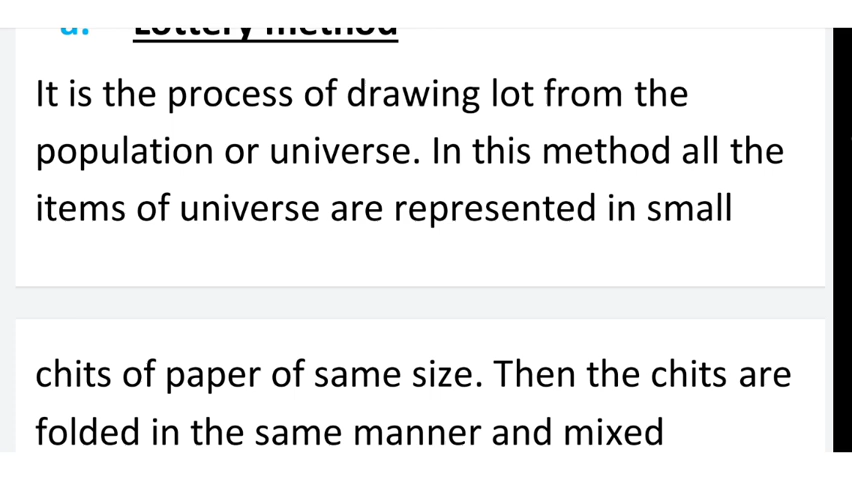 a. Lottery method
It is the process of drawing lot from the
population or universe. In this method all the
items of universe are represented in small
chits of paper of same size. Then the chits are
folded in the same manner and mixed